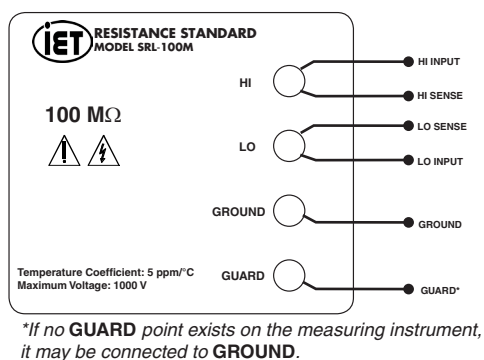 iET RESISTANCE STANDARD
MODEL SRL-100M
100 MΩ
HI
HI INPUT
HI SENSE
LO
LO SENSE
LO INPUT
GROUND
GROUND
Temperature Coefficient: 5 ppm/°C
Maximum Voltage: 1000 V
GUARD
GUARD*
*If no GUARD point exists on the measuring instrument,
it may be connected to GROUND.